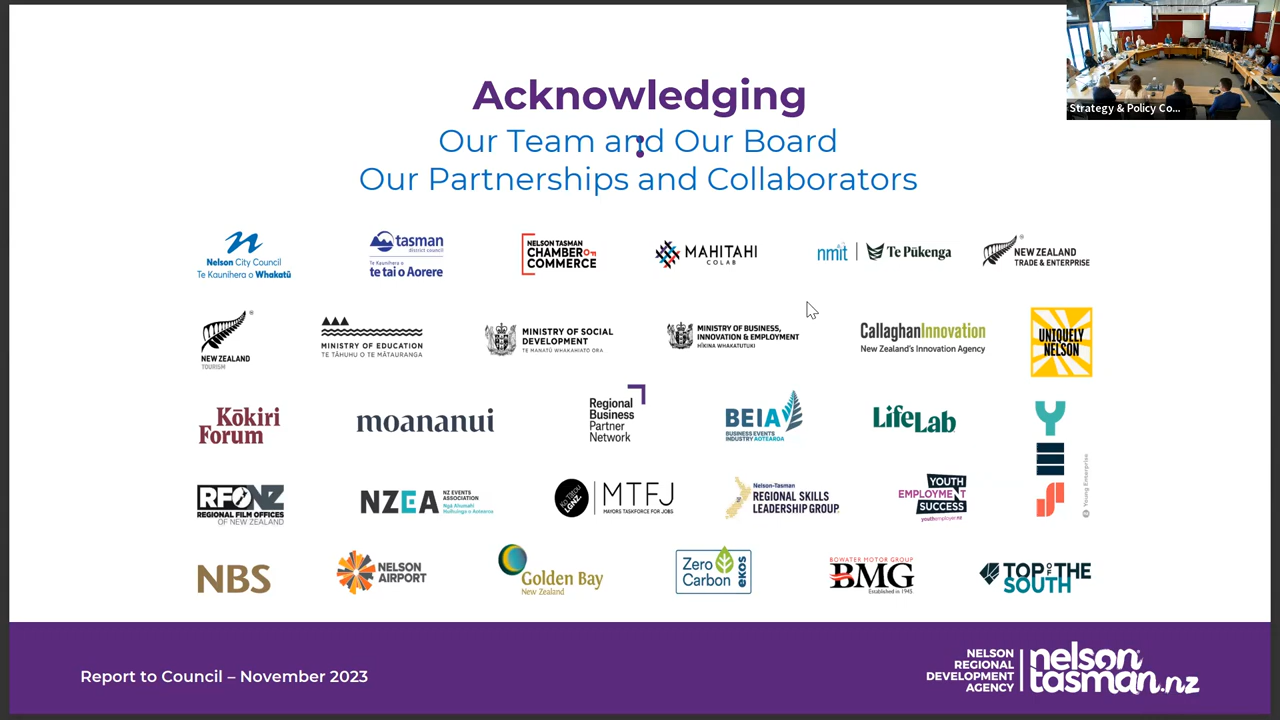 Acknowledging
Our Team and Our Board
Our Partnerships and Collaborators
Strategy & Policy Co...
Nelson City Council
Te Kaunihera o Whakatū
tasman
district council
Te Kaunihera o
te tai o Aorere
NELSON TASMAN
CHAMBER OF
COMMERCE
MAHITAHI
COLAB
nmit | Te Pūkenga
NEW ZEALAND
TRADE & ENTERPRISE
NEW ZEALAND
TOURISM
MINISTRY OF EDUCATION
TE TĀHUHU O TE MĀTAURANGA
MINISTRY OF SOCIAL
DEVELOPMENT
TE MANATŪ WHAKAHIATO ORA
MINISTRY OF BUSINESS,
INNOVATION & EMPLOYMENT
HĪKINA WHAKATUTUKI
CallaghanInnovation
New Zealand's Innovation Agency
UNIQUELY
NELSON
Kōkiri
Forum
moananui
Regional
Business
Partner
Network
BEIA
BUSINESS EVENTS
INDUSTRY AOTEAROA
LifeLab
YES
Young Enterprise
RFONZ
REGIONAL FILM OFFICES
OF NEW ZEALAND
NZEA
NZ EVENTS
ASSOCIATION
LGNZ.
MTFJ
MAYORS TASKFORCE FOR JOBS
Nelson-Tasman
REGIONAL SKILLS
LEADERSHIP GROUP
YOUTH
EMPLOYMENT
SUCCESS
youthemployer.nz
NBS
NELSON
AIRPORT
Golden Bay
New Zealand
Zero
Carbon
ekos
BOWATER MOTOR GROUP
BMG
Established in 1945
TOP OF THE
SOUTH
Report to Council – November 2023
NELSON
REGIONAL
DEVELOPMENT
AGENCY
nelson
tasman.nz